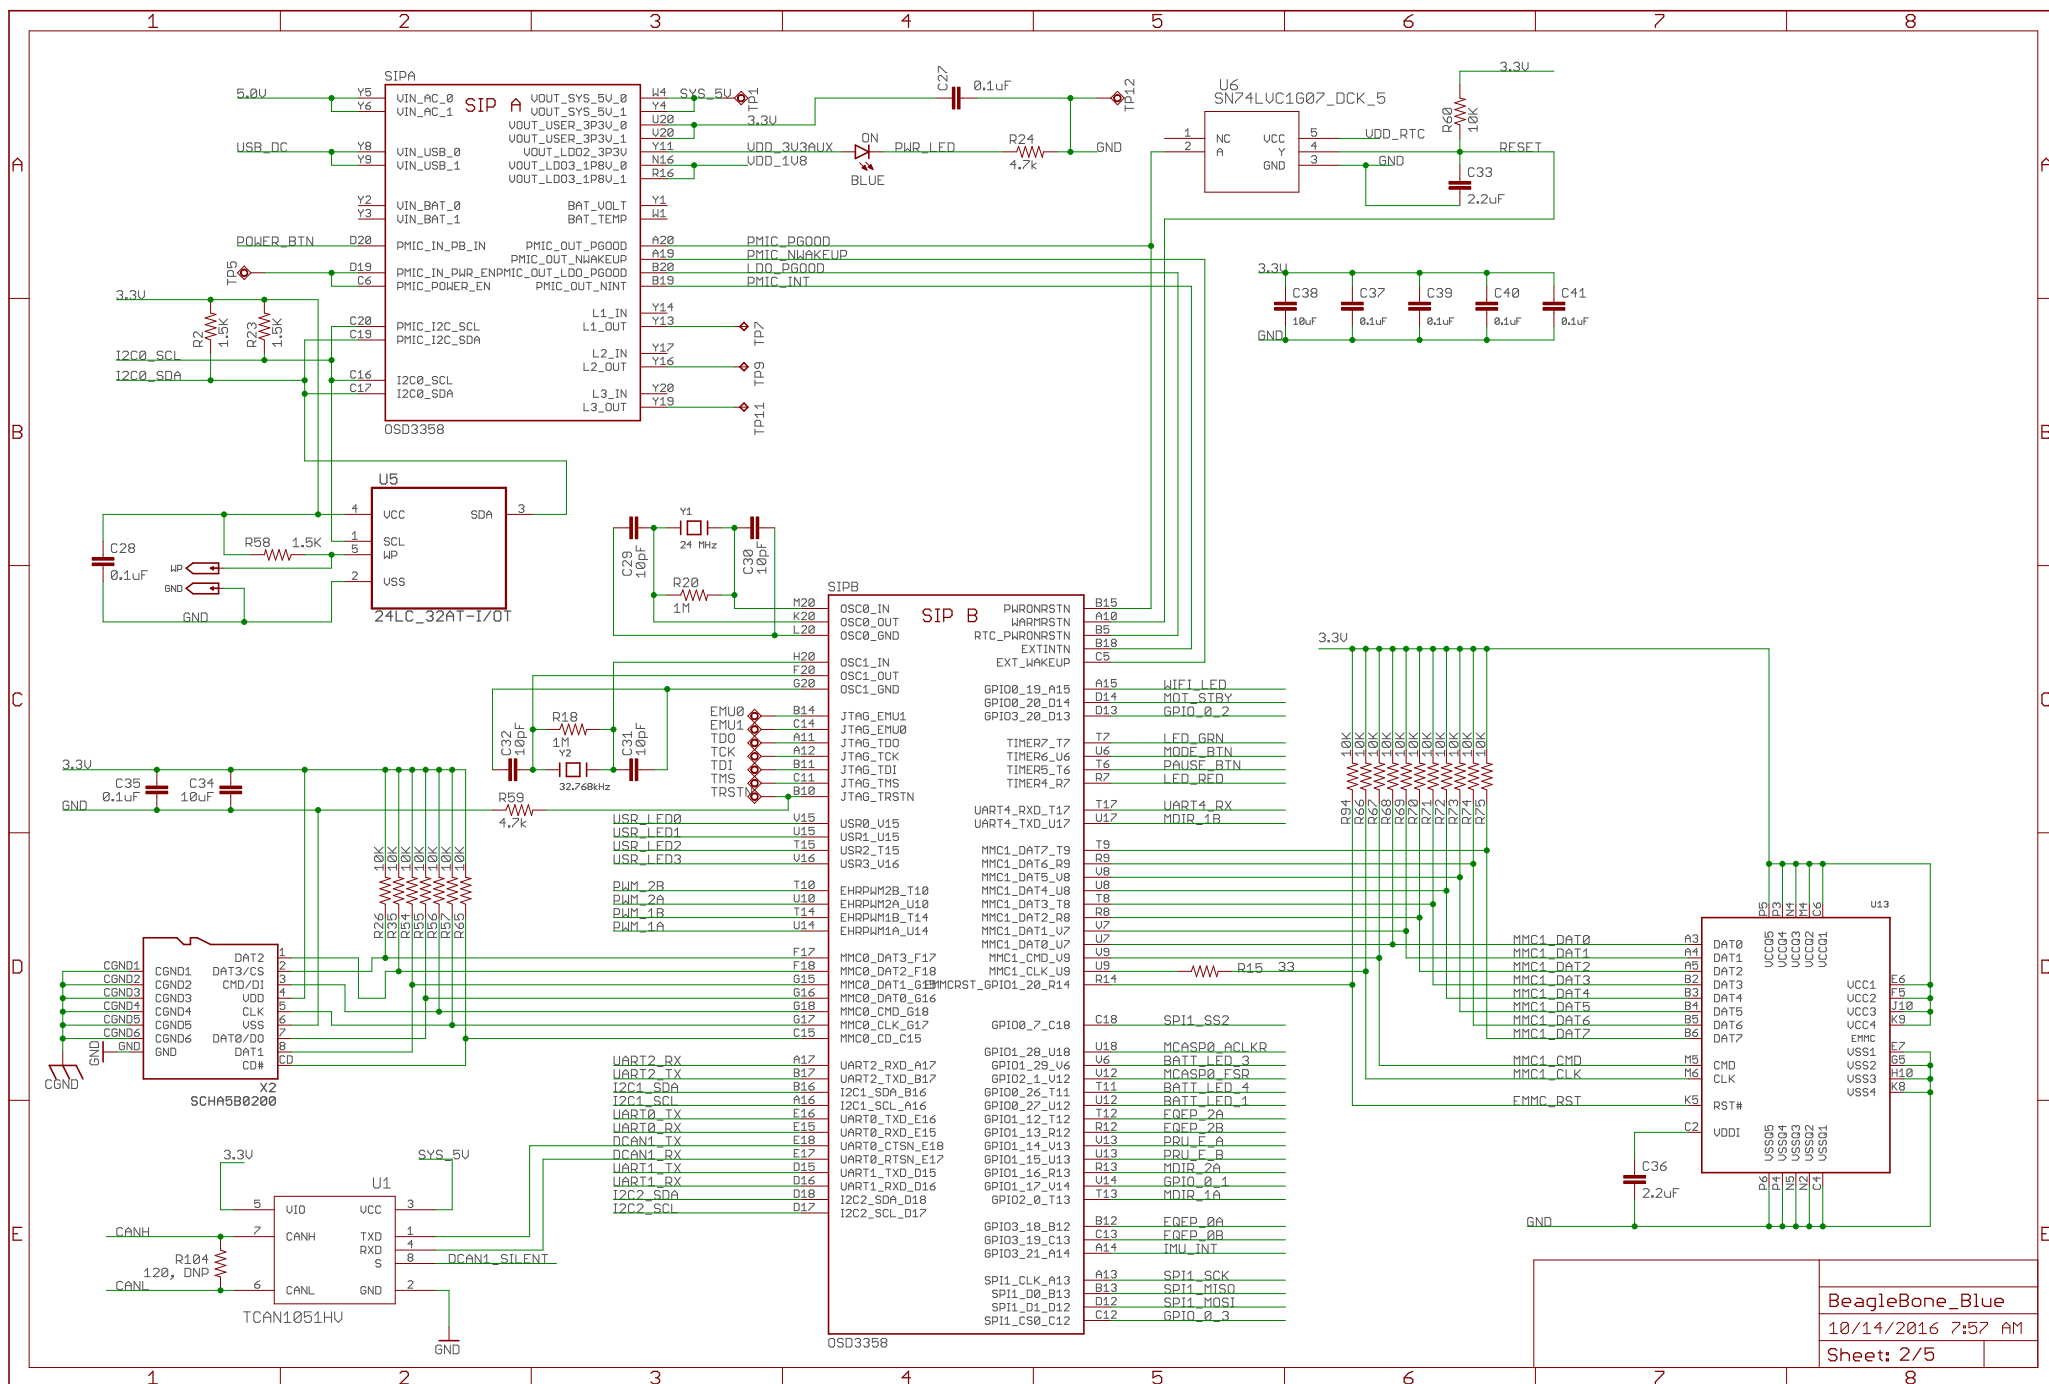 1 2 3 4 5 6 7 8
A
B
C
D
E
A
B
C
D
E
SIPA
SIP A
5.0V
Y5 VIN_AC_0
Y6 VIN_AC_1
USB_DC
Y8 VIN_USB_0
Y9 VIN_USB_1
Y2 VIN_BAT_0
Y3 VIN_BAT_1
POWER_BTN D20 PMIC_IN_PB_IN
TP5 D19 PMIC_IN_PWR_EN
C6 PMIC_POWER_EN
C20 PMIC_I2C_SCL
C19 PMIC_I2C_SDA
C16 I2C0_SCL
C17 I2C0_SDA
OSD3358
VOUT_SYS_5V_0 W4 SYS_5V TP1
VOUT_SYS_5V_1 Y4
VOUT_USER_3P3V_0 U20 3.3V
VOUT_USER_3P3V_1 V20
VOUT_LDO2_3P3V Y11 VDD_3V3AUX
VOUT_LDO3_1P8V_0 N16 VDD_1V8
VOUT_LDO3_1P8V_1 R16
BAT_VOLT Y1
BAT_TEMP W1
PMIC_OUT_PGOOD A20 PMIC_PGOOD
PMIC_OUT_NWAKEUP A19 PMIC_NWAKEUP
PMIC_OUT_LDO_PGOOD B20 LDO_PGOOD
PMIC_OUT_NINT B19 PMIC_INT
L1_IN Y14
L1_OUT Y13 TP7
L2_IN Y17
L2_OUT Y16 TP9
L3_IN Y20
L3_OUT Y19 TP11
C27 0.1uF TP12
ON
BLUE
PWR_LED
R24
4.7k
GND
U6
SN74LVC1G07_DCK_5
1 NC
2 A
VCC 5 VDD_RTC
Y 4
GND 3 GND
3.3V
R60 10K
RESET
C33
2.2uF
3.3V
C38 10uF
C37 0.1uF
C39 0.1uF
C40 0.1uF
C41 0.1uF
GND
3.3V
R2 1.5K
R23 1.5K
I2C0_SCL
I2C0_SDA
U5
4 VCC
1 SCL
5 WP
2 VSS
SDA 3
24LC_32AT-I/OT
C28
0.1uF
R58 1.5K
WP
GND
GND
C29 10pF
Y1
24 MHz
C30 10pF
R20
1M
C32 10pF
R18
1M
Y2
32.768kHz
C31 10pF
SIPB
SIP B
M20 OSC0_IN
K20 OSC0_OUT
L20 OSC0_GND
H20 OSC1_IN
F20 OSC1_OUT
G20 OSC1_GND
EMU0 B14 JTAG_EMU1
EMU1 C14 JTAG_EMU0
TDO A11 JTAG_TDO
TCK A12 JTAG_TCK
TDI B11 JTAG_TDI
TMS C11 JTAG_TMS
TRSTN B10 JTAG_TRSTN
USR_LED0 V15 USR0_V15
USR_LED1 U15 USR1_U15
USR_LED2 T15 USR2_T15
USR_LED3 V16 USR3_V16
PWM_2B T10 EHRPWM2B_T10
PWM_2A U10 EHRPWM2A_U10
PWM_1B T14 EHRPWM1B_T14
PWM_1A U14 EHRPWM1A_U14
F17 MMC0_DAT3_F17
F18 MMC0_DAT2_F18
G15 MMC0_DAT1_G15
G16 MMC0_DAT0_G16
G18 MMC0_CMD_G18
G17 MMC0_CLK_G17
C15 MMC0_CD_C15
UART2_RX A17 UART2_RXD_A17
UART2_TX B17 UART2_TXD_B17
I2C1_SDA B16 I2C1_SDA_B16
I2C1_SCL A16 I2C1_SCL_A16
UART0_TX E16 UART0_TXD_E16
UART0_RX E15 UART0_RXD_E15
DCAN1_TX E18 UART0_CTSN_E18
DCAN1_RX E17 UART0_RTSN_E17
UART1_TX D15 UART1_TXD_D15
UART1_RX D16 UART1_RXD_D16
I2C2_SDA D18 I2C2_SDA_D18
I2C2_SCL D17 I2C2_SCL_D17
OSD3358
PWRONRSTN B15
WARMRSTN A10
RTC_PWRONRSTN B5
EXTINTN B18
EXT_WAKEUP C5
GPIO0_19_A15 A15 WIFI_LED
GPIO0_20_D14 D14 MOT_STBY
GPIO3_20_D13 D13 GPIO_0_2
TIMER7_T7 T7 LED_GRN
TIMER6_U6 U6 MODE_BTN
TIMER5_T6 T6 PAUSE_BTN
TIMER4_R7 R7 LED_RED
UART4_RXD_T17 T17 UART4_RX
UART4_TXD_U17 U17 MDIR_1B
MMC1_DAT7_T9 T9
MMC1_DAT6_R9 R9
MMC1_DAT5_V8 V8
MMC1_DAT4_U8 U8
MMC1_DAT3_T8 T8
MMC1_DAT2_R8 R8
MMC1_DAT1_V7 V7
MMC1_DAT0_U7 U7
MMC1_CMD_V9 V9
MMC1_CLK_U9 U9 R15 33
EMMCRST_GPIO1_20_R14 R14
GPIO0_7_C18 C18 SPI1_SS2
GPIO1_28_U18 U18 MCASP0_ACLKR
GPIO1_29_V6 V6 BATT_LED_3
GPIO2_1_V12 V12 MCASP0_FSR
GPIO0_26_T11 T11 BATT_LED_4
GPIO0_27_U12 U12 BATT_LED_1
GPIO1_12_T12 T12 EQEP_2A
GPIO1_13_R12 R12 EQEP_2B
GPIO1_14_V13 V13 PRU_E_A
GPIO1_15_U13 U13 PRU_E_B
GPIO1_16_R13 R13 MDIR_2A
GPIO1_17_V14 V14 GPIO_0_1
GPIO2_0_T13 T13 MDIR_1A
GPIO3_18_B12 B12 EQEP_0A
GPIO3_19_C13 C13 EQEP_0B
GPIO3_21_A14 A14 IMU_INT
SPI1_CLK_A13 A13 SPI1_SCK
SPI1_D0_B13 B13 SPI1_MISO
SPI1_D1_D12 D12 SPI1_MOSI
SPI1_CS0_C12 C12 GPIO_0_3
3.3V
10K 10K 10K 10K 10K 10K 10K 10K 10K 10K 10K
R94 R66 R67 R68 R69 R70 R71 R72 R73 R74 R75
U13
P5 P3 N4 M4 C6
VCCQ5 VCCQ4 VCCQ3 VCCQ2 VCCQ1
MMC1_DAT0 A3 DAT0
MMC1_DAT1 A4 DAT1
MMC1_DAT2 A5 DAT2
MMC1_DAT3 B2 DAT3
MMC1_DAT4 B3 DAT4
MMC1_DAT5 B4 DAT5
MMC1_DAT6 B5 DAT6
MMC1_DAT7 B6 DAT7
MMC1_CMD M5 CMD
MMC1_CLK M6 CLK
EMMC_RST K5 RST#
C2 VDDI
VCC1 E6
VCC2 F5
VCC3 J10
VCC4 K9
EMMC
VSS1 E7
VSS2 G5
VSS3 H10
VSS4 K8
VSSQ5 VSSQ4 VSSQ3 VSSQ2 VSSQ1
P6 P4 N5 N2 C4
C36
2.2uF
GND
3.3V
C35
0.1uF
C34
10uF
GND
R59
4.7k
10K 10K 10K 10K 10K 10K 10K
R26 R35 R54 R55 R56 R57 R65
CGND1 CGND1
CGND2 CGND2
CGND3 CGND3
CGND4 CGND4
CGND5 CGND5
CGND6 CGND6
GND GND GND
CGND
DAT2 1
DAT3/CS 2
CMD/DI 3
VDD 4
CLK 5
VSS 6
DAT0/DO 7
DAT1 8
CD# CD
X2
SCHA5B0200
3.3V
SYS_5V
U1
5 VIO
7 CANH
6 CANL
VCC 3
TXD 1
RXD 4
S 8 DCAN1_SILENT
GND 2
GND
CANH
R104
120, DNP
CANL
TCAN1051HV
BeagleBone_Blue
10/14/2016 7:57 AM
Sheet: 2/5
1 2 3 4 5 6 7 8